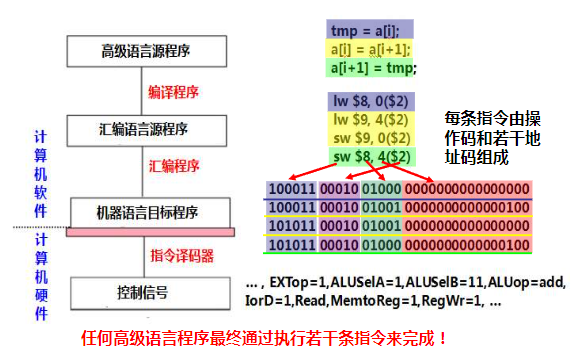 高级语言源程序
编译程序
汇编语言源程序
汇编程序
机器语言目标程序
指令译码器
控制信号
计算机软件
计算机硬件
tmp = a[i];
a[i] = a[i+1];
a[i+1] = tmp;
lw $8, 0($2)
lw $9, 4($2)
sw $9, 0($2)
sw $8, 4($2)
每条指令由操
作码和若干地
址码组成
100011 00010 01000 0000000000000000
100011 00010 01001 0000000000000100
101011 00010 01001 0000000000000000
101011 00010 01000 0000000000000100
... , EXTop=1,ALUSelA=1,ALUSelB=11,ALUop=add,
IorD=1,Read,MemtoReg=1,RegWr=1, ...
任何高级语言程序最终通过执行若干条指令来完成！